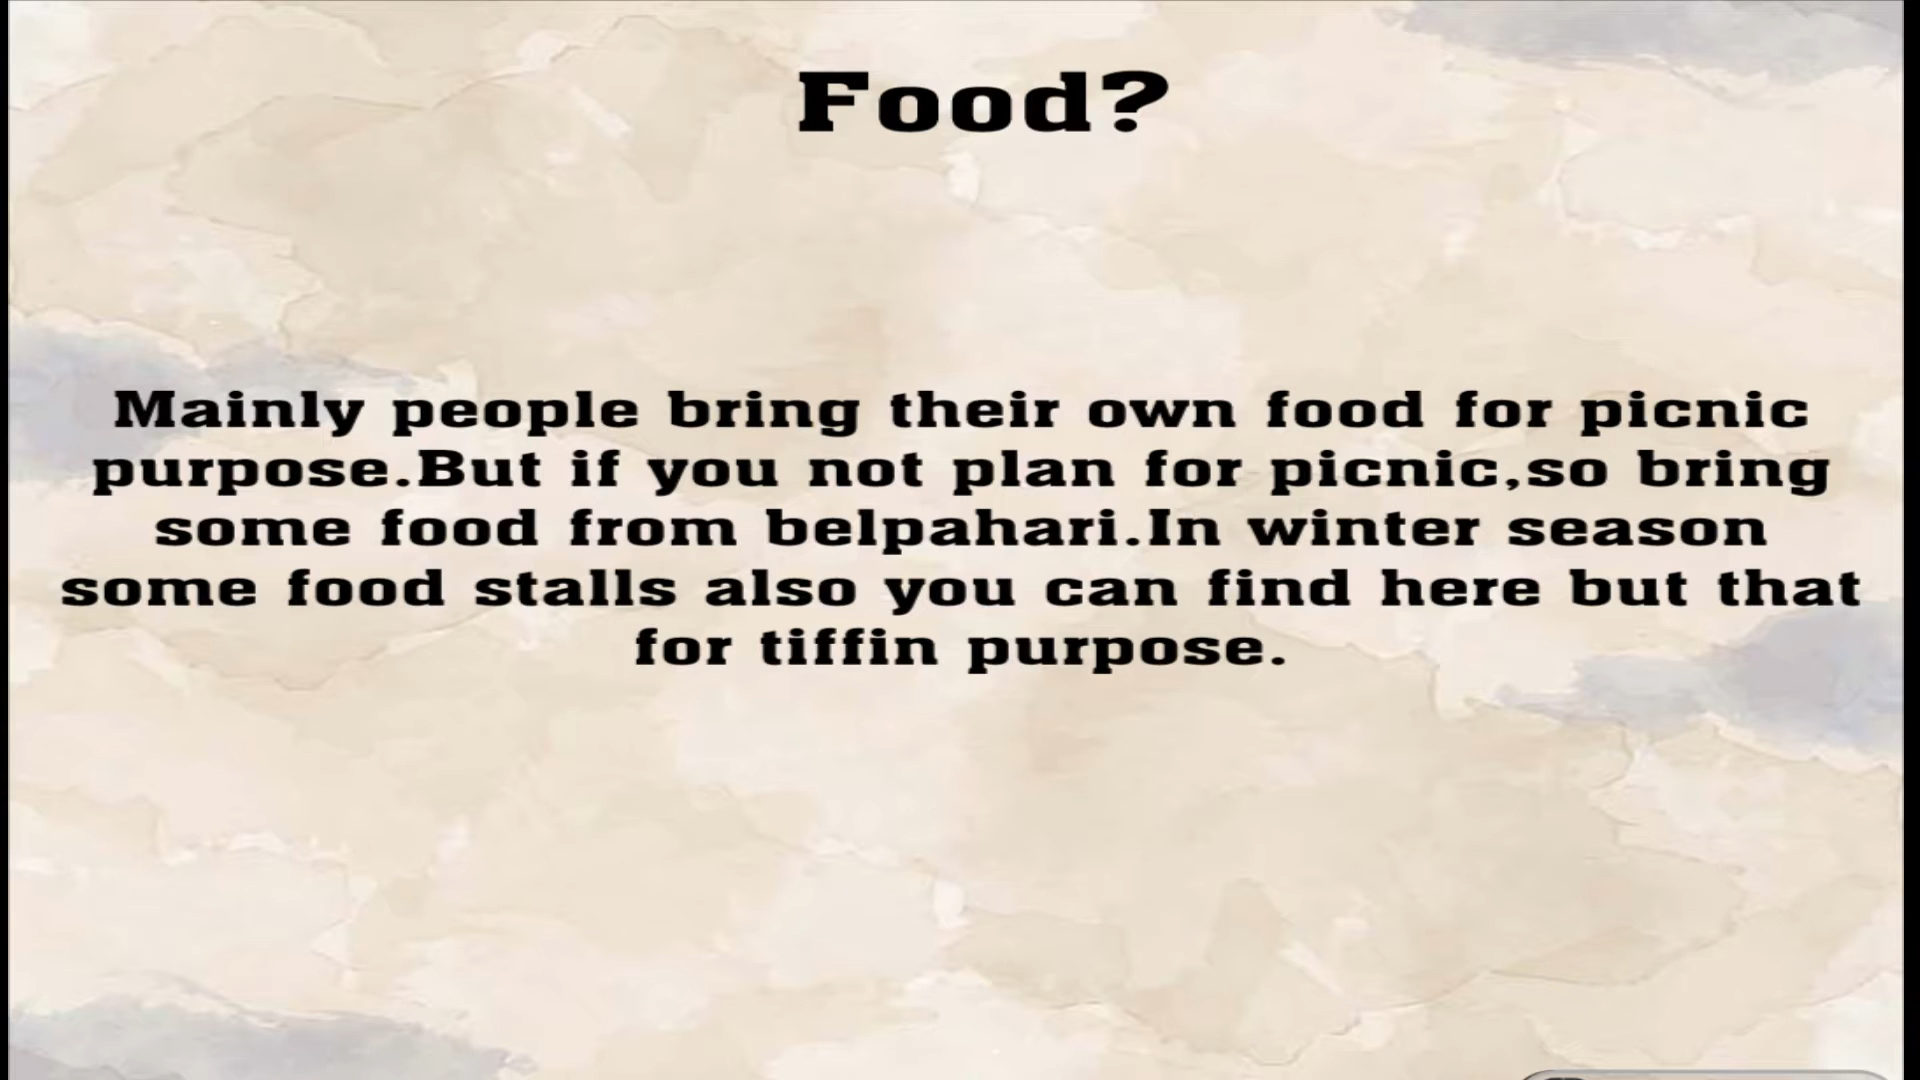 Food?
Mainly people bring their own food for picnic
purpose.But if you not plan for picnic,so bring
some food from belpahari.In winter season
some food stalls also you can find here but that
for tiffin purpose.